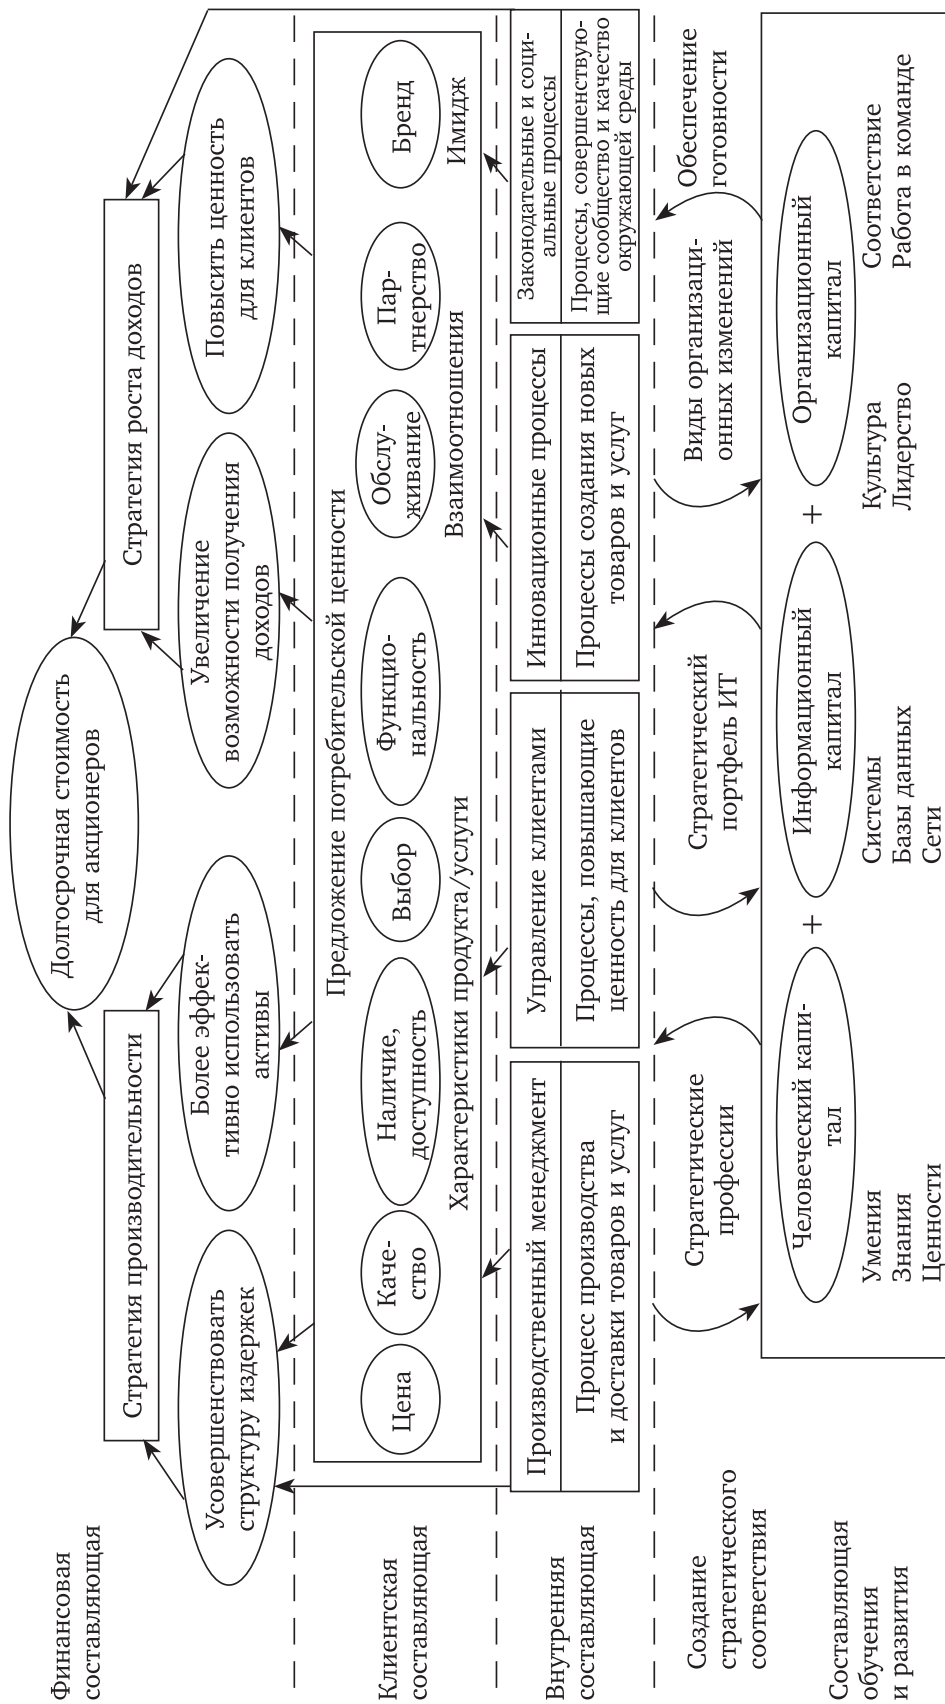 Финансовая
составляющая
Долгосрочная стоимость
для акционеров
Стратегия производительности
Стратегия роста доходов
Усовершенствовать
структуру издержек
Более эффек-
тивно использовать
активы
Увеличение
возможности получения
доходов
Повысить ценность
для клиентов
Клиентская
составляющая
Предложение потребительской ценности
Цена
Каче-
ство
Наличие,
доступность
Выбор
Функцио-
нальность
Обслу-
живание
Пар-
тнерство
Бренд
Характеристики продукта/услуги
Взаимоотношения
Имидж
Внутренняя
составляющая
Производственный менеджмент
Процесс производства
и доставки товаров и услуг
Управление клиентами
Процессы, повышающие
ценность для клиентов
Инновационные процессы
Процессы создания новых
товаров и услуг
Законодательные и соци-
альные процессы
Процессы, совершенствую-
щие сообщество и качество
окружающей среды
Создание
стратегического
соответствия
Стратегические
профессии
Стратегический
портфель ИТ
Виды организаци-
онных изменений
Обеспечение
готовности
Составляющая
обучения
и развития
Человеческий капи-
тал
+
Информационный
капитал
+
Организационный
капитал
Умения
Знания
Ценности
Системы
Базы данных
Сети
Культура
Лидерство
Соответствие
Работа в команде